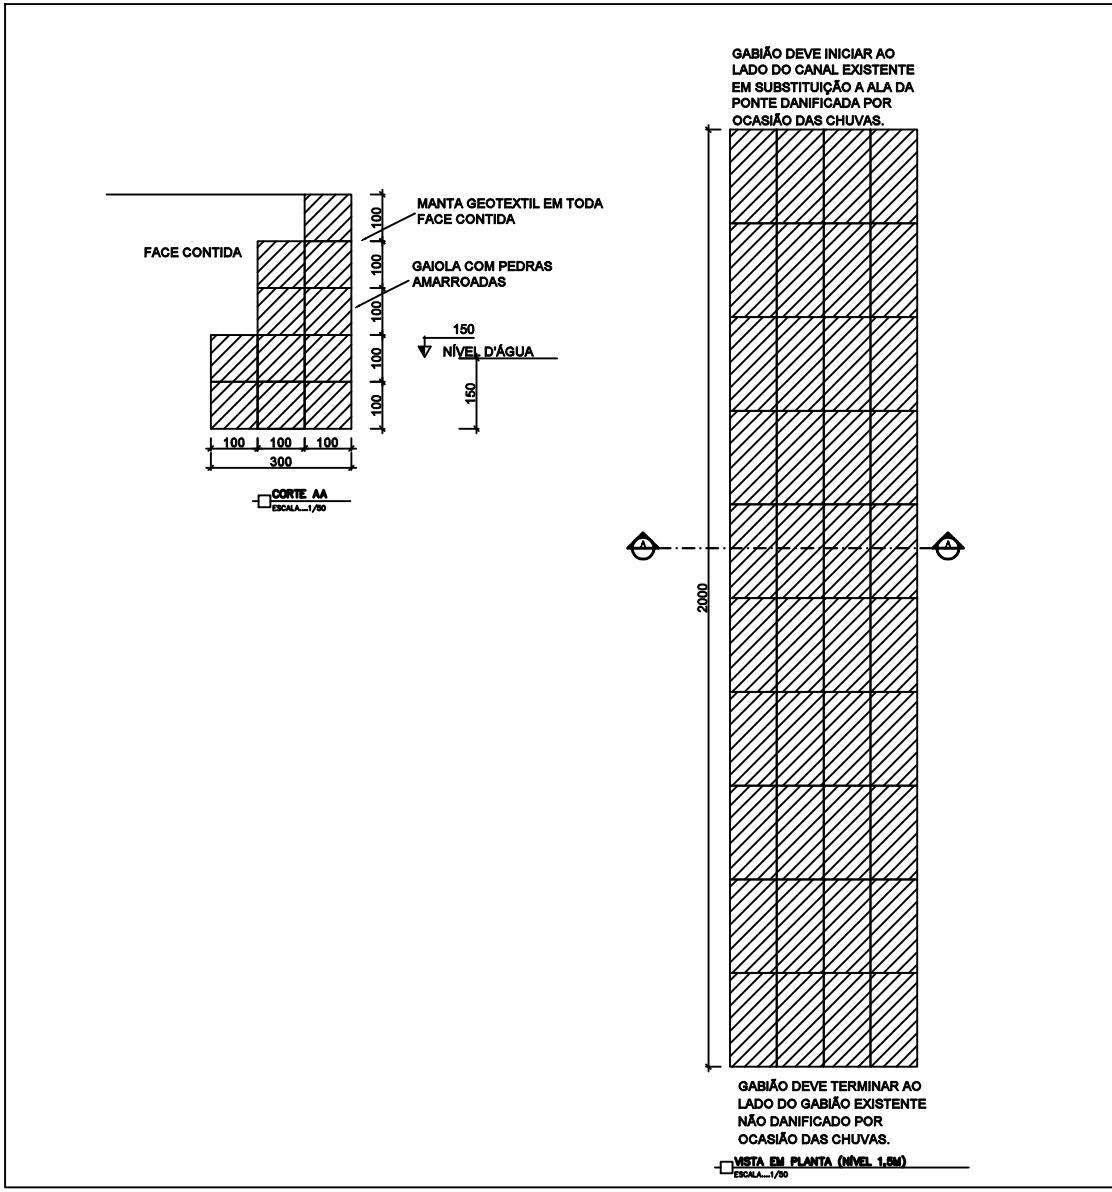 GABIÃO DEVE INICIAR AO
LADO DO CANAL EXISTENTE
EM SUBSTITUIÇÃO A ALA DA
PONTE DANIFICADA POR
OCASIÃO DAS CHUVAS.
MANTA GEOTEXTIL EM TODA
FACE CONTIDA
FACE CONTIDA
GAIOLA COM PEDRAS
AMARROADAS
100
100
100
100
100
150
NÍVEL D'ÁGUA
150
100 100 100
300
CORTE AA
ESCALA....1/50
A A
2000
GABIÃO DEVE TERMINAR AO
LADO DO GABIÃO EXISTENTE
NÃO DANIFICADO POR
OCASIÃO DAS CHUVAS.
VISTA EM PLANTA (NÍVEL 1,5M)
ESCALA....1/50